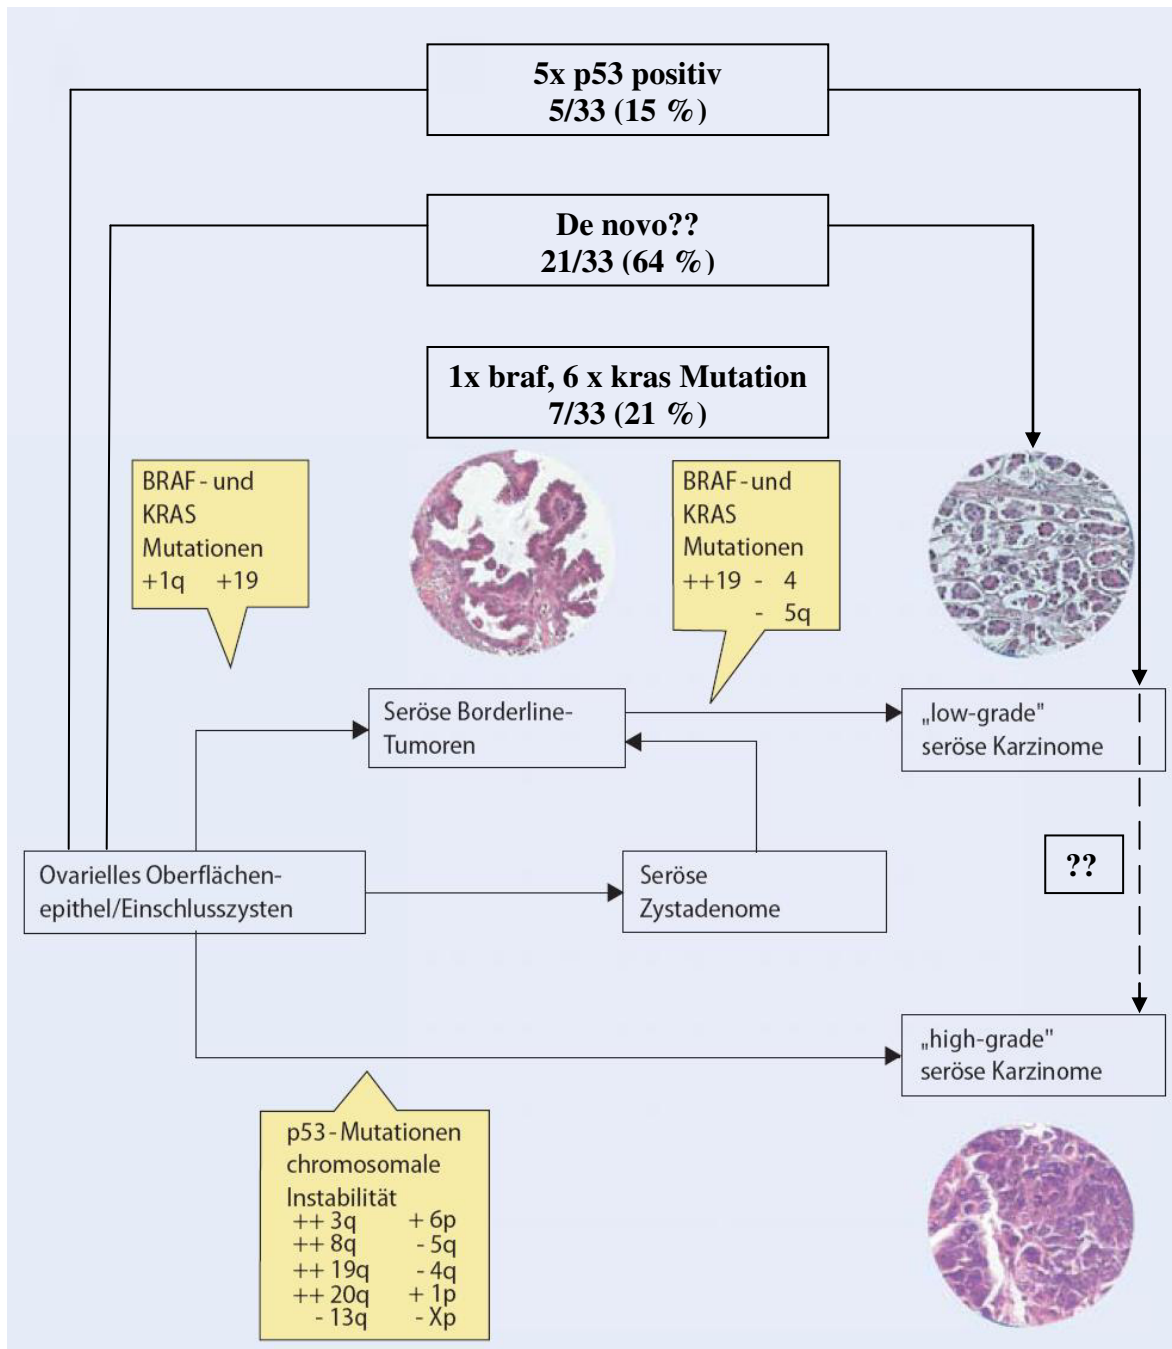 5x p53 positiv
5/33 (15 %)
De novo??
21/33 (64 %)
1x braf, 6 x kras Mutation
7/33 (21 %)
BRAF - und
KRAS
Mutationen
+1q +19
BRAF - und
KRAS
Mutationen
++19 - 4
- 5q
Seröse Borderline-
Tumoren
„low-grade"
seröse Karzinome
??
Ovarielles Oberflächen-
epithel/Einschlusszysten
Seröse
Zystadenome
„high-grade"
seröse Karzinome
p53 - Mutationen
chromosomale
Instabilität
++ 3q + 6p
++ 8q - 5q
++ 19q - 4q
++ 20q + 1p
- 13q - Xp